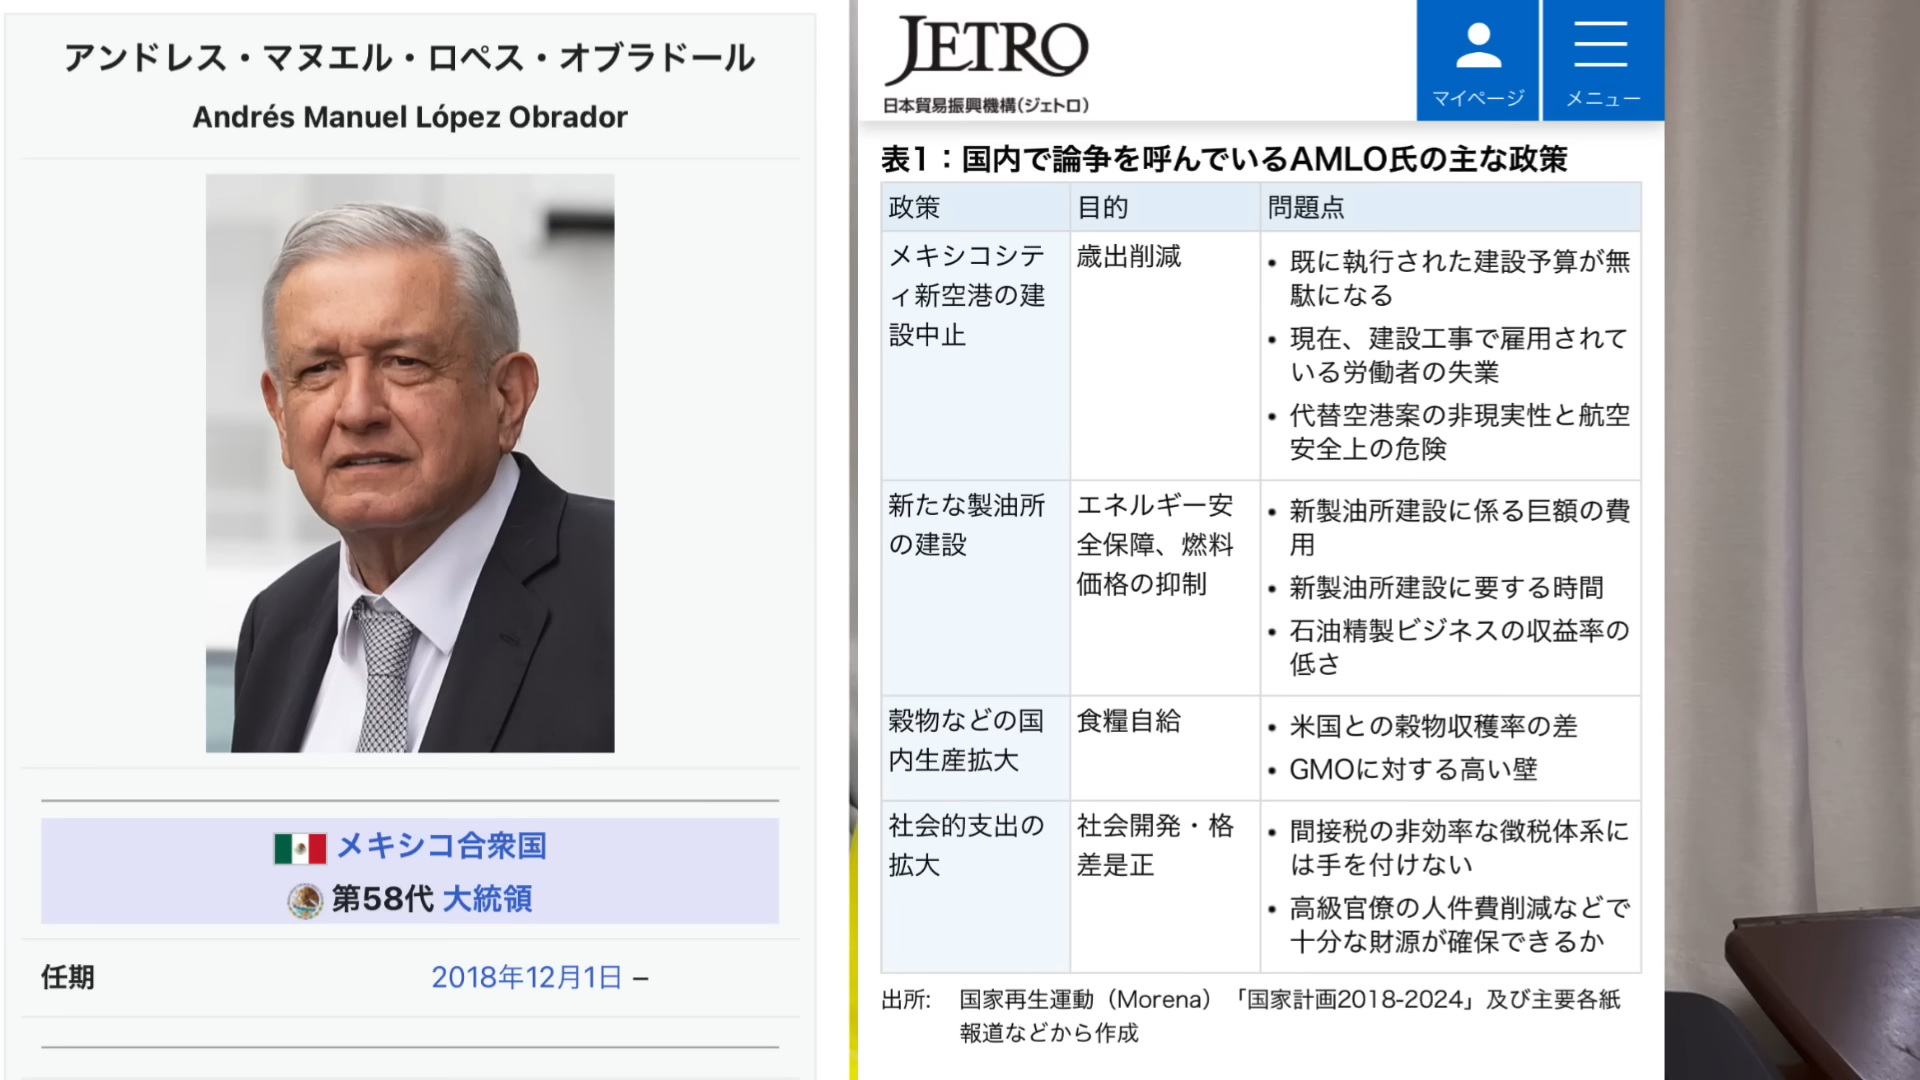 アンドレス・マヌエル・ロペス・オブラドール
Andrés Manuel López Obrador
メキシコ合衆国
第58代 大統領
任期 2018年12月1日 –
JETRO
日本貿易振興機構(ジェトロ)
マイページ
メニュー
表1：国内で論争を呼んでいるAMLO氏の主な政策
政策 目的 問題点
メキシコシテ
ィ新空港の建
設中止
歳出削減
• 既に執行された建設予算が無
駄になる
• 現在、建設工事で雇用されて
いる労働者の失業
• 代替空港案の非現実性と航空
安全上の危険
新たな製油所
の建設
エネルギー安
全保障、燃料
価格の抑制
• 新製油所建設に係る巨額の費
用
• 新製油所建設に要する時間
• 石油精製ビジネスの収益率の
低さ
穀物などの国
内生産拡大
食糧自給
• 米国との穀物収穫率の差
• GMOに対する高い壁
社会的支出の
拡大
社会開発・格
差是正
• 間接税の非効率な徴税体系に
は手を付けない
• 高級官僚の人件費削減などで
十分な財源が確保できるか
出所: 国家再生運動（Morena）「国家計画2018-2024」及び主要各紙
報道などから作成